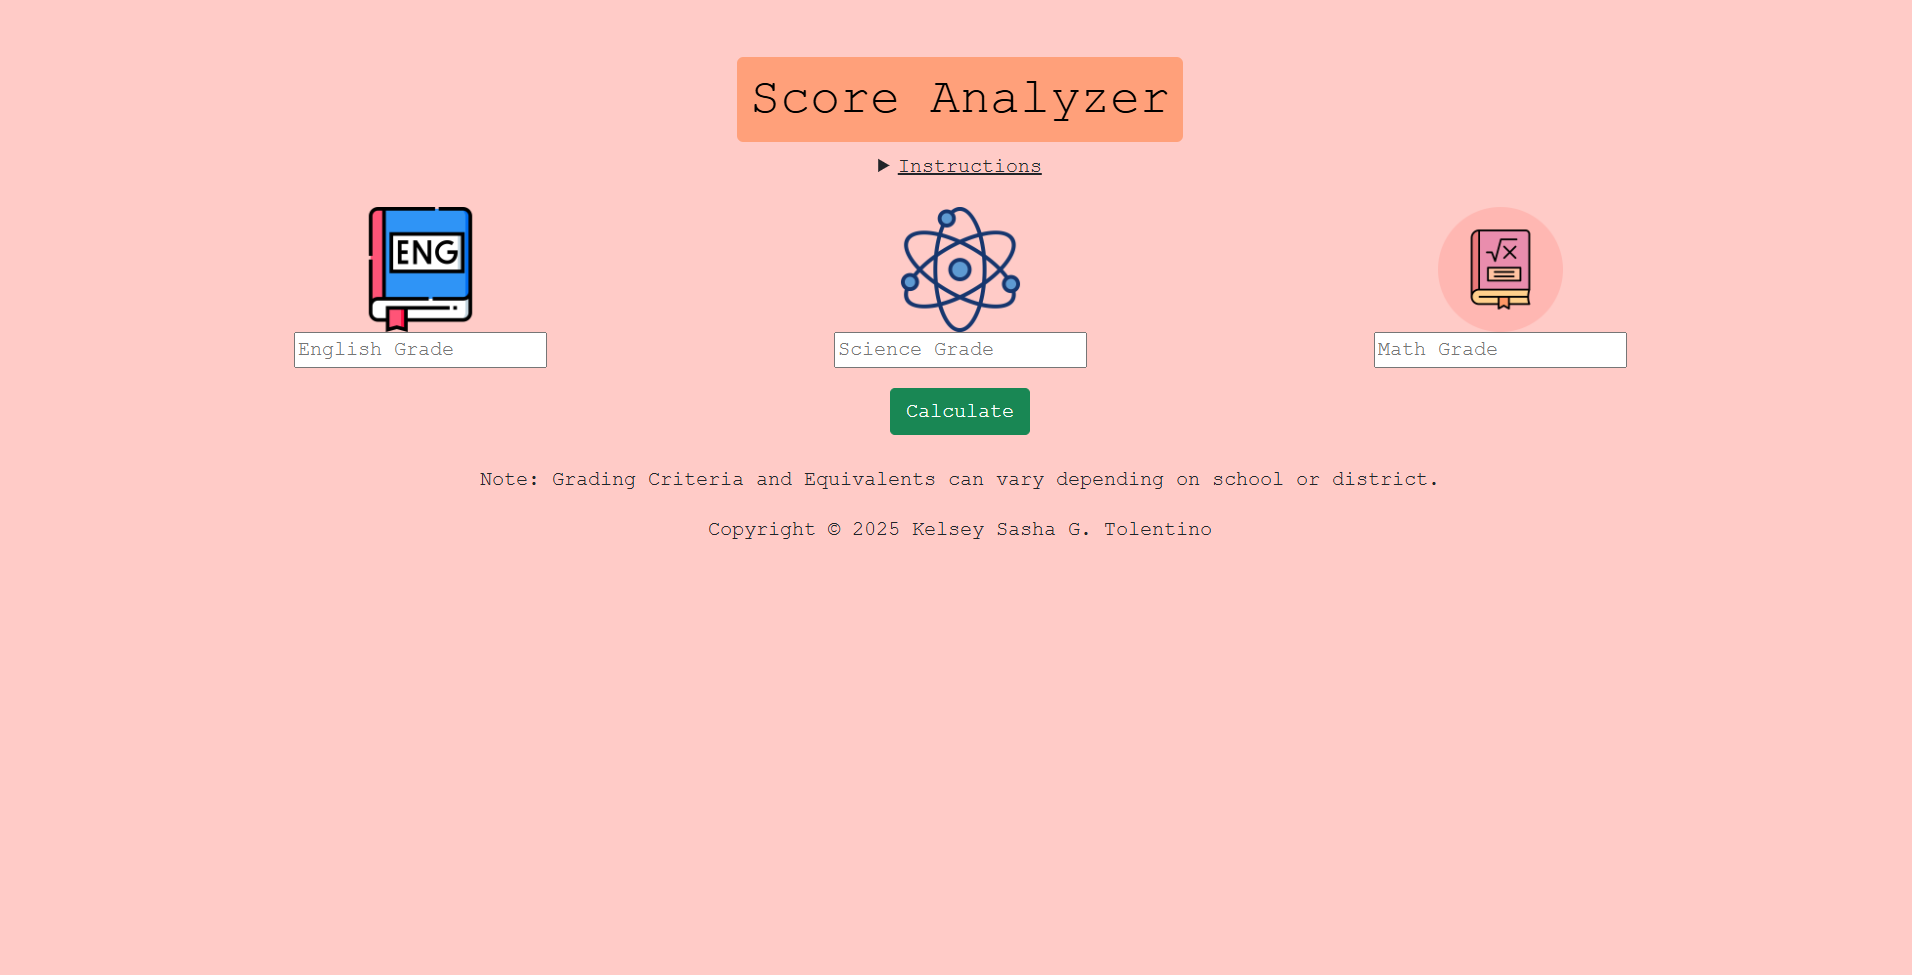 Score Analyzer
Instructions
ENG
√x
English Grade
Science Grade
Math Grade
Calculate
Note: Grading Criteria and Equivalents can vary depending on school or district.
Copyright © 2025 Kelsey Sasha G. Tolentino